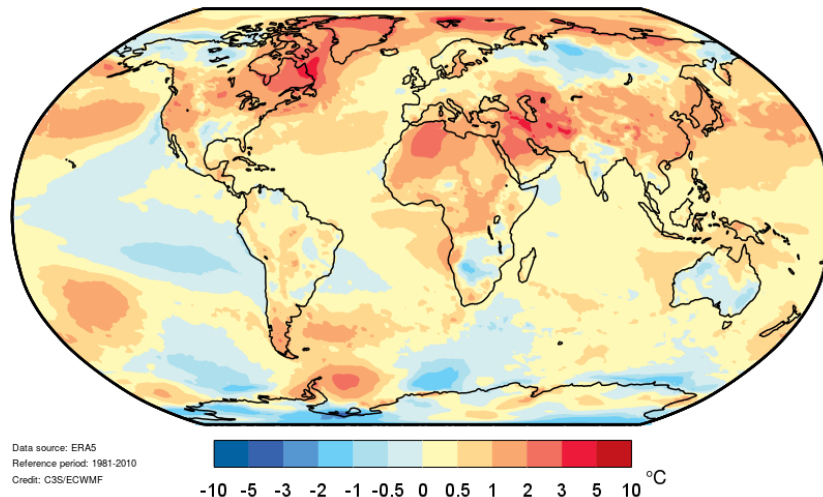 Data source: ERA5
Reference period: 1981-2010
Credit: C3S/ECWMF
-10 -5 -3 -2 -1 -0.5 0 0.5 1 2 3 5 10 °C